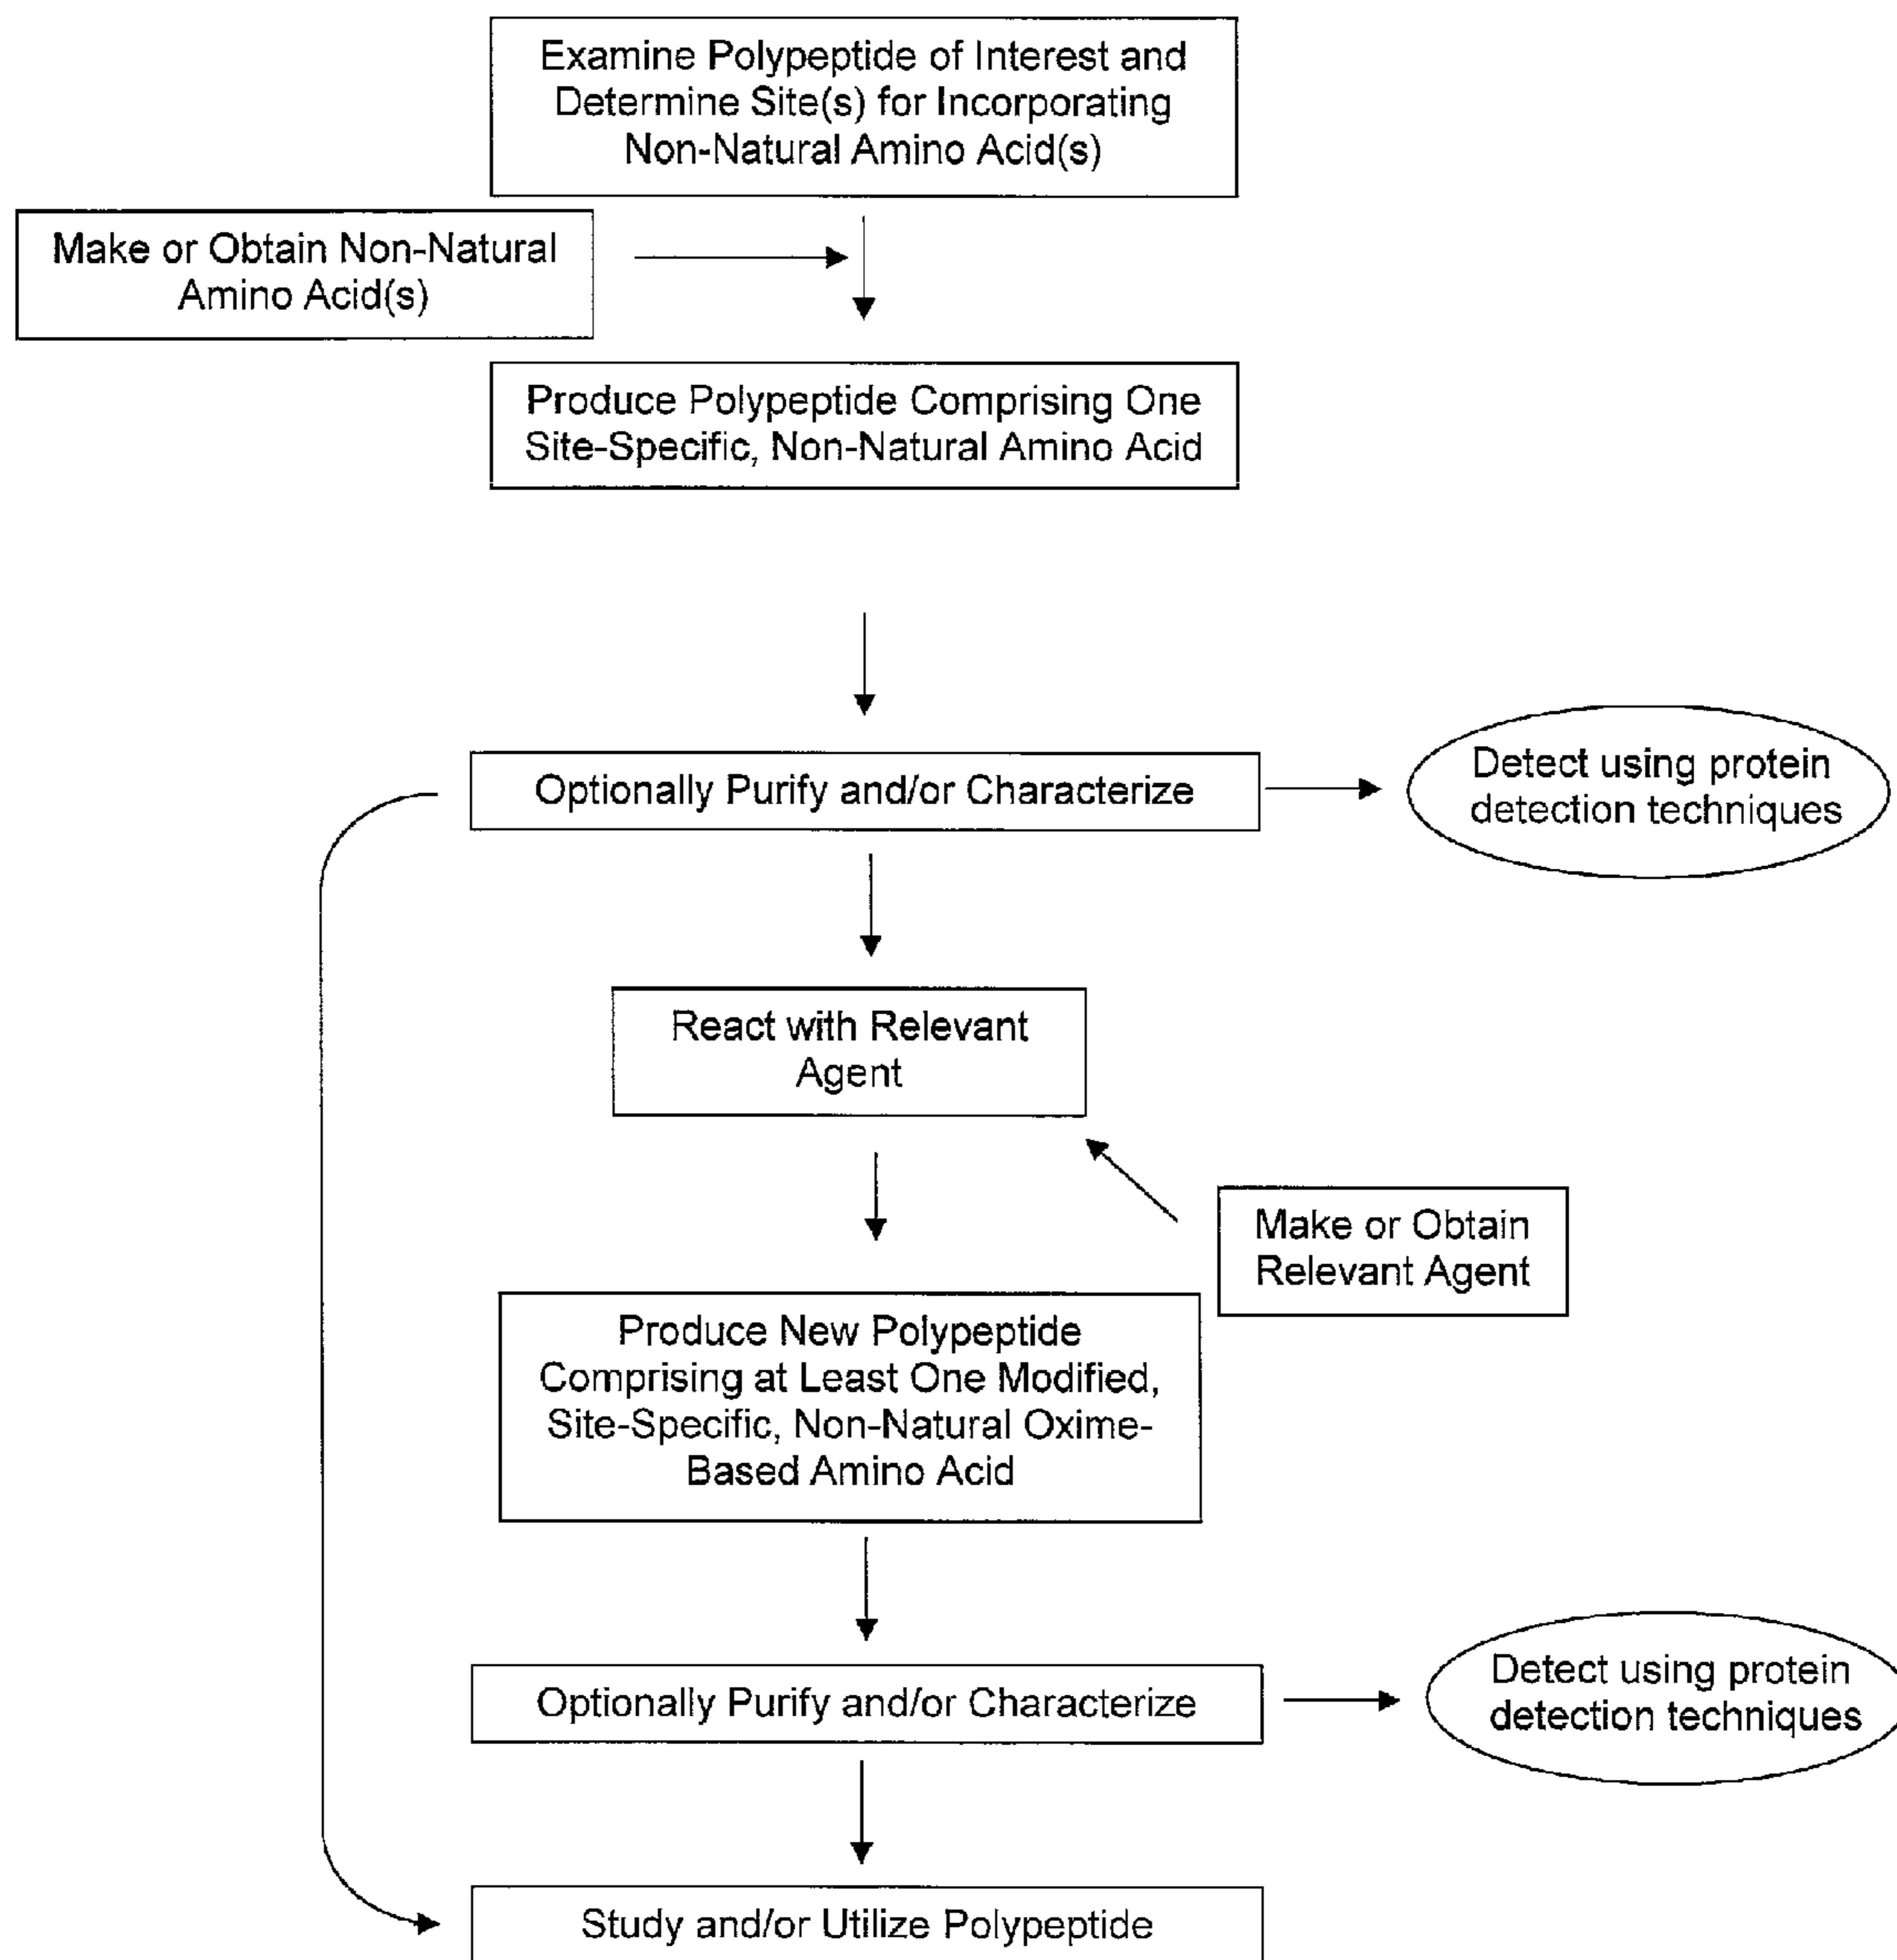 Examine Polypeptide of Interest and
Determine Site(s) for Incorporating
Non-Natural Amino Acid(s)
Make or Obtain Non-Natural
Amino Acid(s)
Produce Polypeptide Comprising One
Site-Specific, Non-Natural Amino Acid
Optionally Purify and/or Characterize
Detect using protein
detection techniques
React with Relevant
Agent
Make or Obtain
Relevant Agent
Produce New Polypeptide
Comprising at Least One Modified,
Site-Specific, Non-Natural Oxime-
Based Amino Acid
Optionally Purify and/or Characterize
Detect using protein
detection techniques
Study and/or Utilize Polypeptide